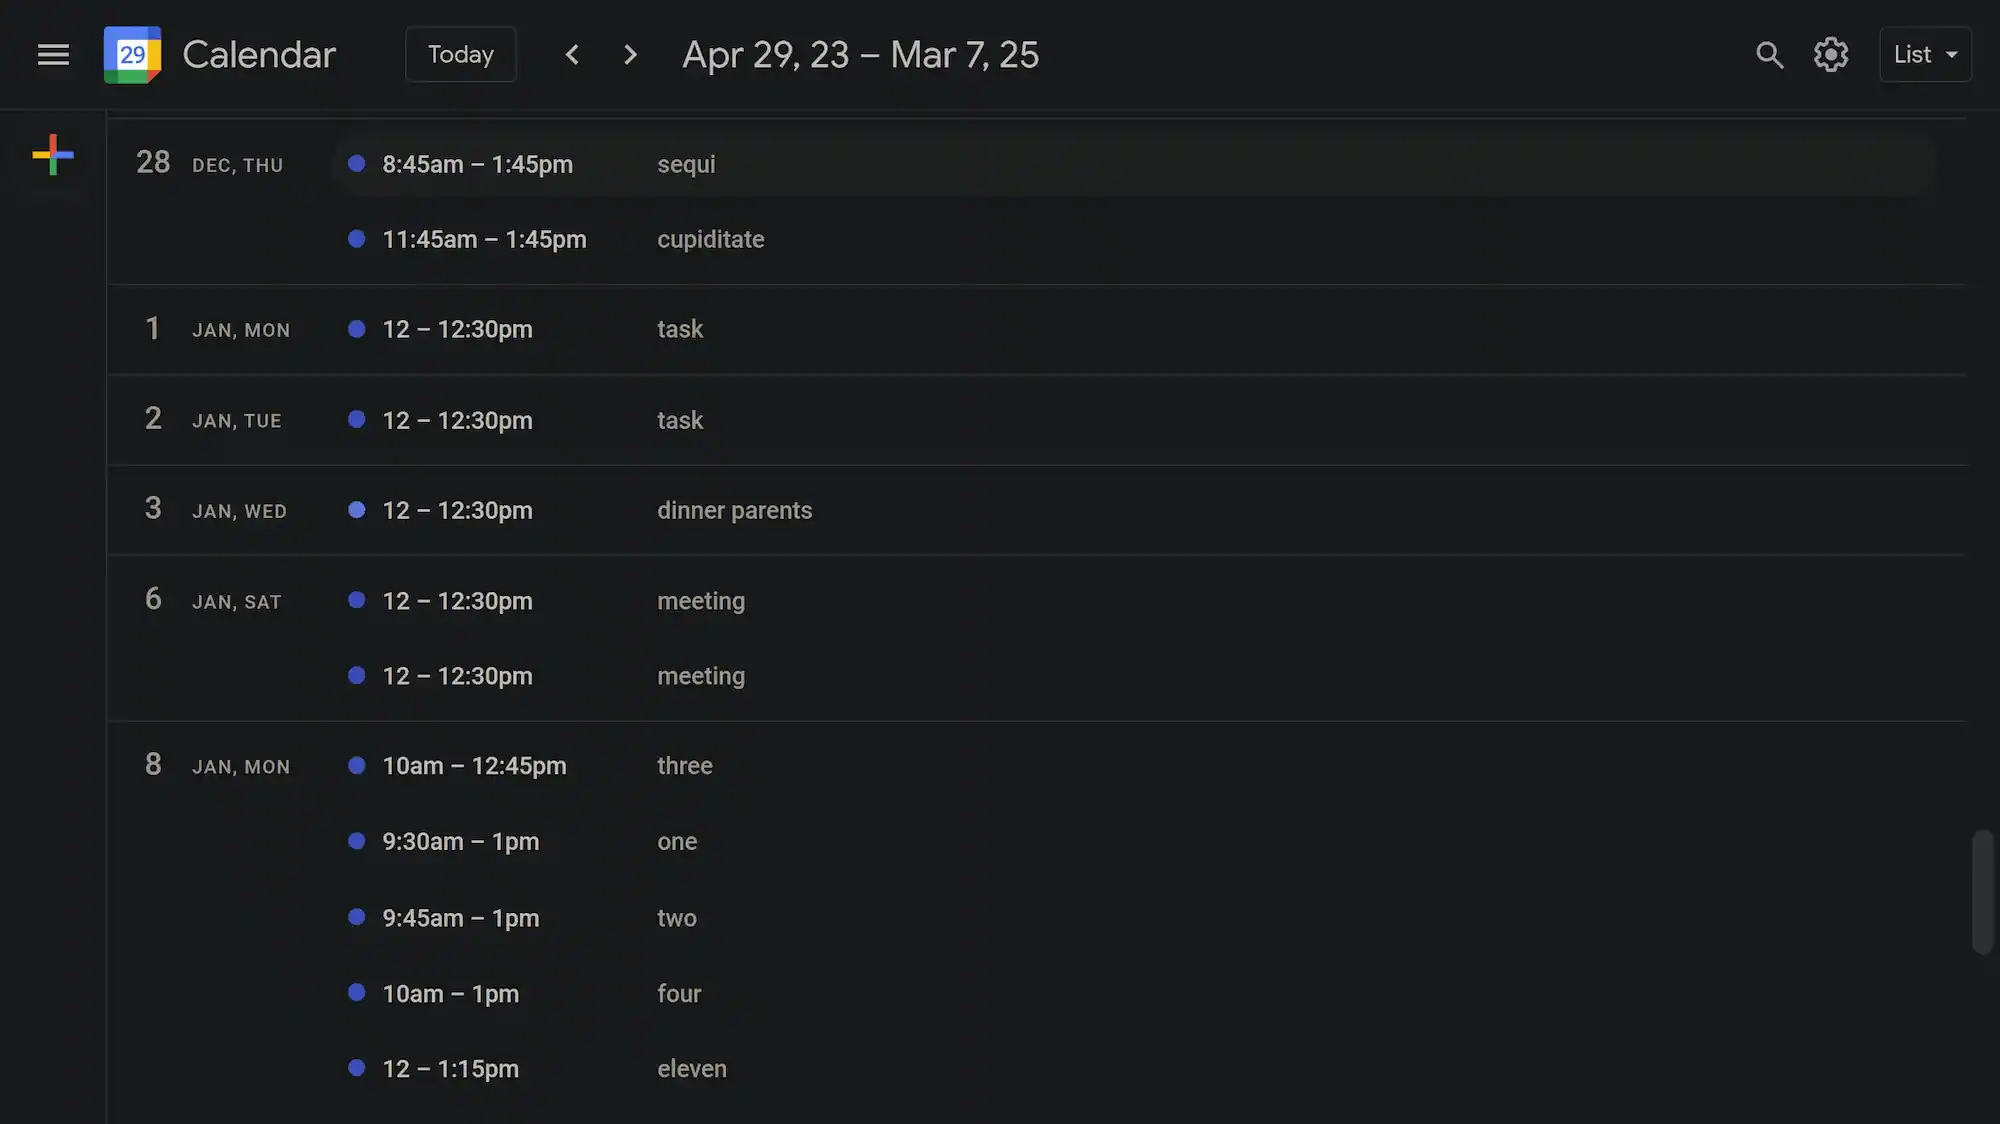 29 Calendar Today Apr 29, 23 – Mar 7, 25 List
28 DEC, THU 8:45am – 1:45pm sequi
11:45am – 1:45pm cupiditate
1 JAN, MON 12 – 12:30pm task
2 JAN, TUE 12 – 12:30pm task
3 JAN, WED 12 – 12:30pm dinner parents
6 JAN, SAT 12 – 12:30pm meeting
12 – 12:30pm meeting
8 JAN, MON 10am – 12:45pm three
9:30am – 1pm one
9:45am – 1pm two
10am – 1pm four
12 – 1:15pm eleven